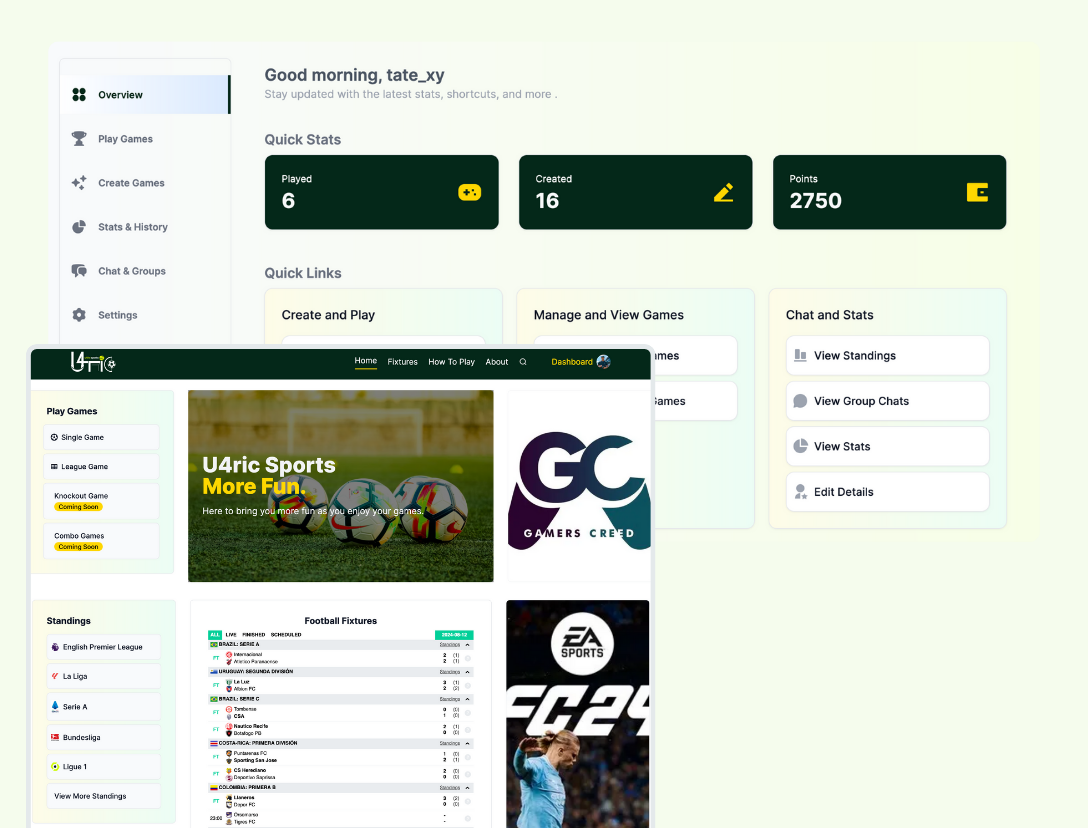 Good morning, tate_xy
Stay updated with the latest stats, shortcuts, and more .
Overview
Play Games
Create Games
Stats & History
Chat & Groups
Settings
Quick Stats
Played
6
Created
16
Points
2750
Quick Links
Create and Play
Manage and View Games
ames
Games
Chat and Stats
View Standings
View Group Chats
View Stats
Edit Details
U4ric
Home
Fixtures
How To Play
About
Dashboard
Play Games
Single Game
League Game
Knockout Game
Coming Soon
Combo Games
Coming Soon
U4ric Sports
More Fun.
Here to bring you more fun as you enjoy your games.
GC
GAMERS CREED
Standings
English Premier League
La Liga
Serie A
Bundesliga
Ligue 1
View More Standings
Football Fixtures
ALL LIVE FINISHED SCHEDULED 2024-08-12
BRAZIL: SERIE A Standings
FT Internacional 2 (1)
Atletico Paranaense 2 (1)
URUGUAY: SEGUNDA DIVISIÓN Standings
FT La Luz 3 (1)
Albion FC 2 (2)
BRAZIL: SERIE C Standings
FT Tombense 0 (0)
CSA 1 (0)
FT Nautico Recife 2 (1)
Botafogo PB 0 (0)
COSTA-RICA: PRIMERA DIVISIÓN Standings
FT Puntarenas FC 1 (0)
Sporting San Jose 2 (1)
FT CS Herediano 2 (0)
Deportivo Saprissa 0 (0)
COLOMBIA: PRIMERA B Standings
FT Llaneros 3 (2)
Depor FC 0 (0)
23:00 Orsomarso -
Tigres FC -
EA
SPORTS
FC24